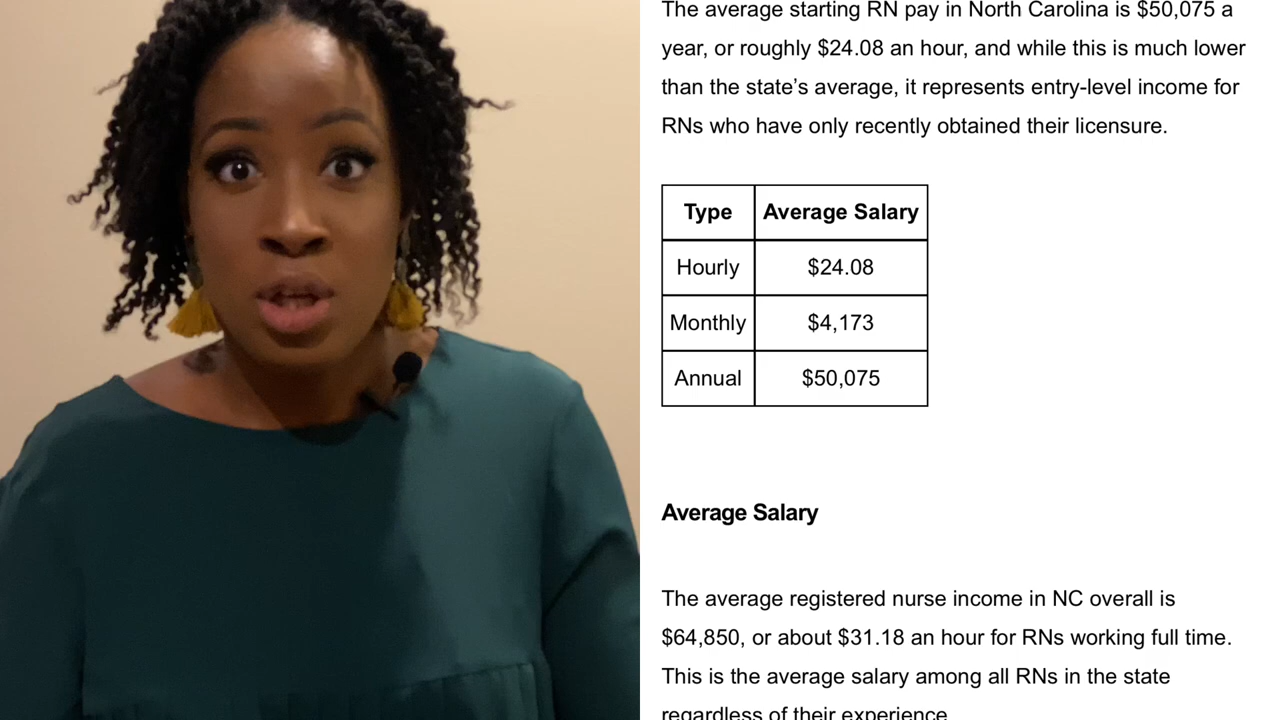 The average starting RN pay in North Carolina is $50,075 a
year, or roughly $24.08 an hour, and while this is much lower
than the state’s average, it represents entry-level income for
RNs who have only recently obtained their licensure.
Type Average Salary
Hourly $24.08
Monthly $4,173
Annual $50,075
Average Salary
The average registered nurse income in NC overall is
$64,850, or about $31.18 an hour for RNs working full time.
This is the average salary among all RNs in the state
regardless of their experience